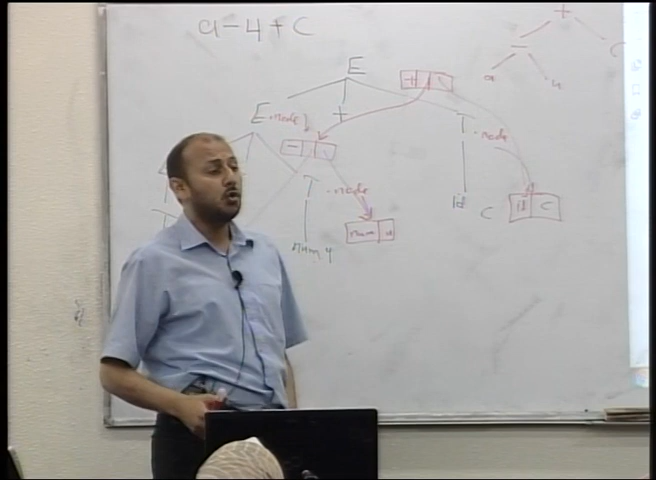 a - 4 + C
+
- C
a 4
E + |
E .node + T .node
- |
T .node
id C id C
num 4 num 4